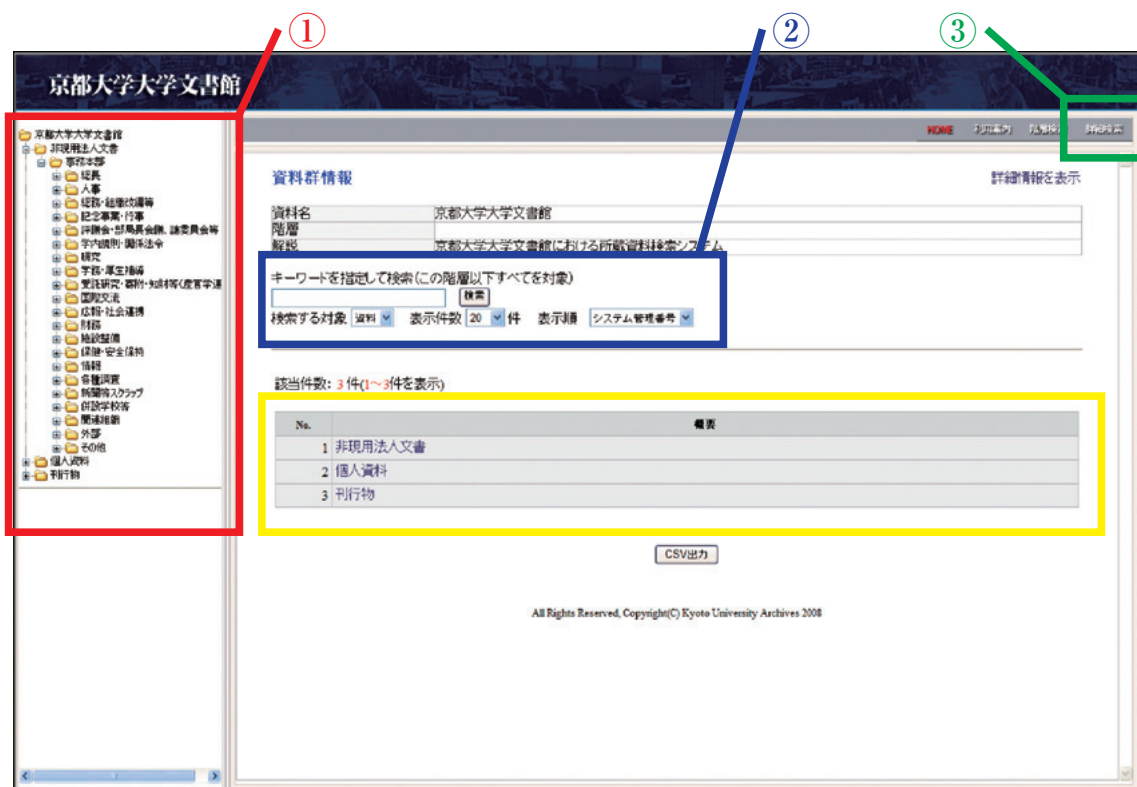 ① ② ③
京都大学大学文書館
京都大学大学文書館
非現用法人文書
事務本部
総長
人事
総務・組織改編等
記念事業・行事
評議会・部局長会議、諸委員会等
学内規則・関係法令
研究
学務・厚生補導
受託研究・寄附・知財等(産官学連
国際交流
広報・社会連携
財務
施設整備
保健・安全保持
情報
各種調査
新聞等スクラップ
併設学校等
関連組織
外部
その他
個人資料
刊行物
HOME 利用案内 階層検索 詳細検索
資料群情報 詳細情報を表示
資料名 京都大学大学文書館
階層
解説 京都大学大学文書館における所蔵資料検索システム
キーワードを指定して検索(この階層以下すべてを対象)
検索
検索する対象 資料 表示件数 20 件 表示順 システム管理番号
該当件数: 3 件(1~3件を表示)
No. 概要
1 非現用法人文書
2 個人資料
3 刊行物
CSV出力
All Rights Reserved, Copyright(C) Kyoto University Archives 2008